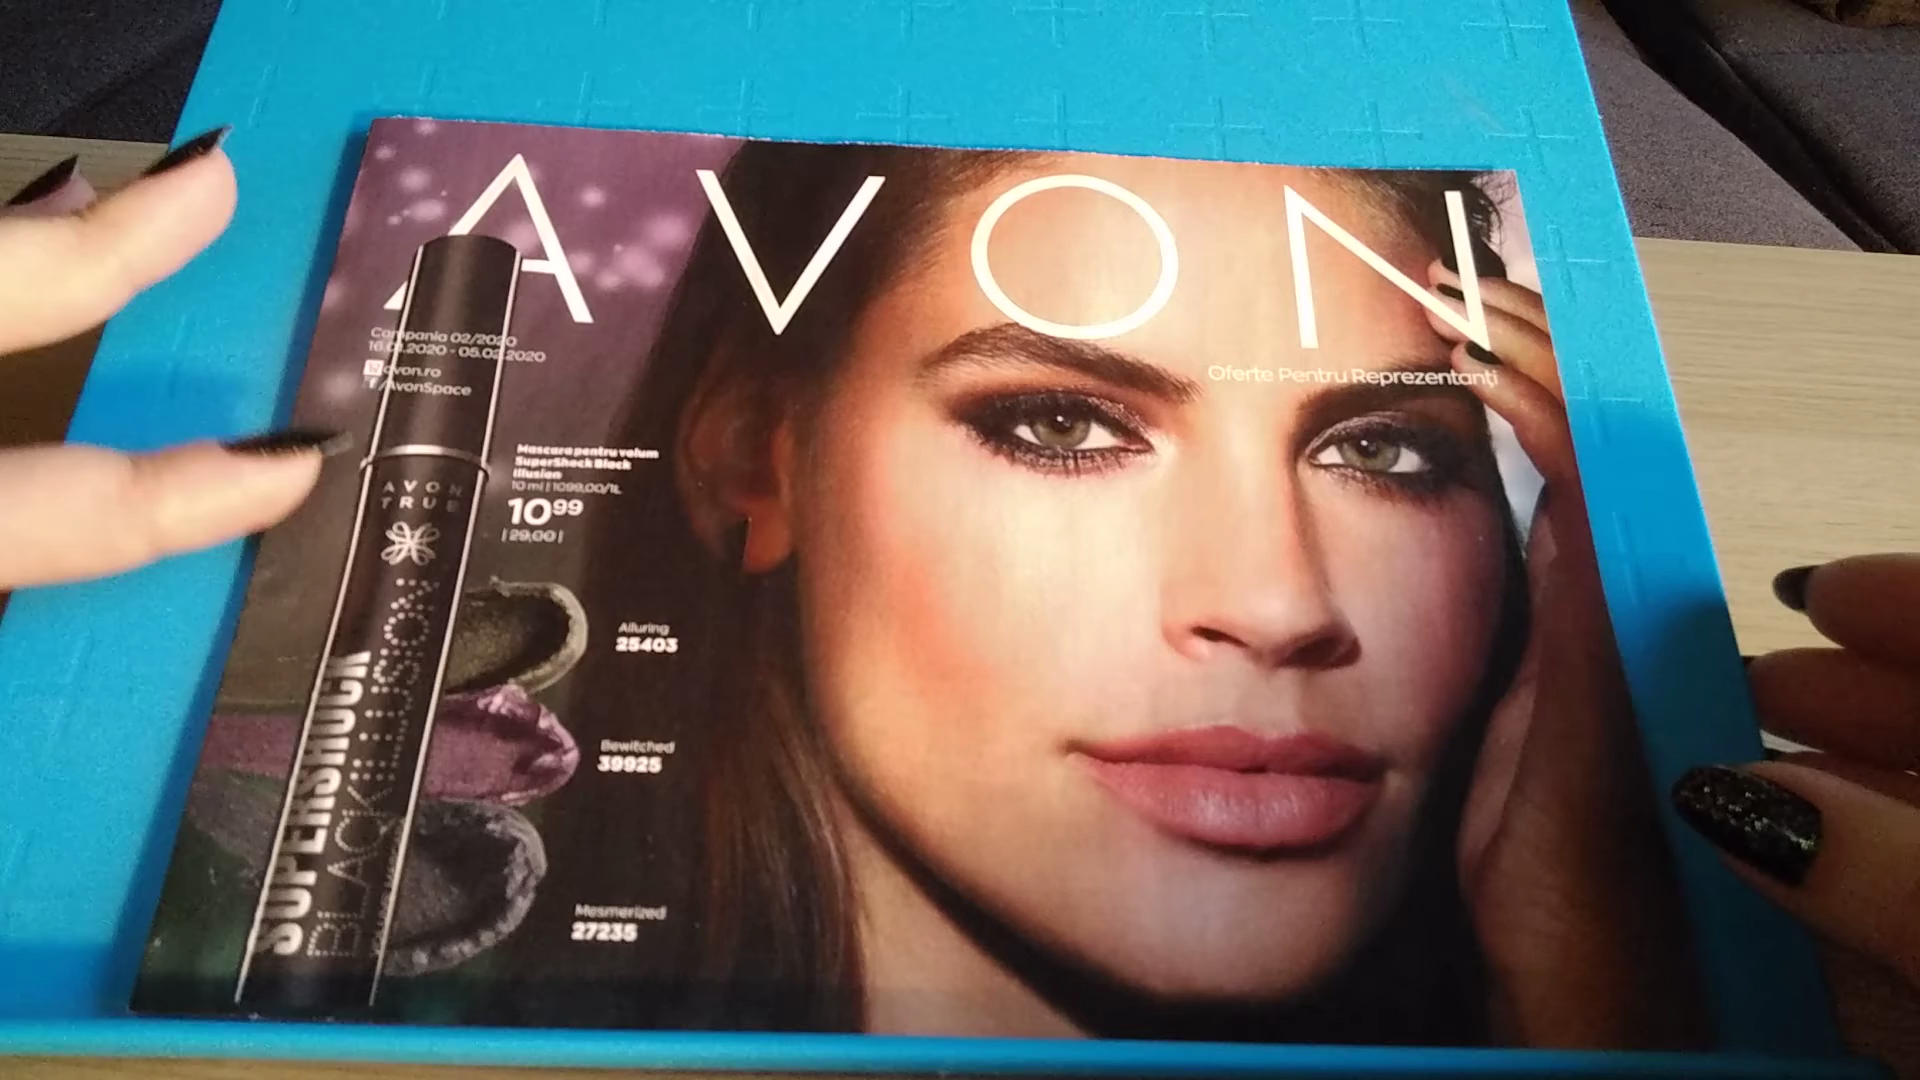 AVON
Campania 02/2020
16.01.2020 - 05.02.2020
avon.ro
f /AvonSpace
Oferte Pentru Reprezentanți
Mascara pentru volum
SuperShock Black
Illusion
10 ml | 1099,00/1L
10⁹⁹
| 29,00 |
AVON
TRUE
SUPERSHOCK
BLACK ILLUSION
Alluring
25403
Bewitched
39925
Mesmerized
27235